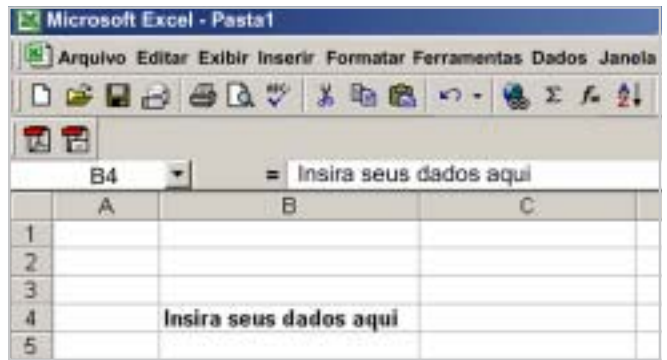 Microsoft Excel - Pasta1
Arquivo Editar Exibir Inserir Formatar Ferramentas Dados Janela
ABC Σ f
B4 = Insira seus dados aqui
A B C
1
2
3
4 Insira seus dados aqui
5